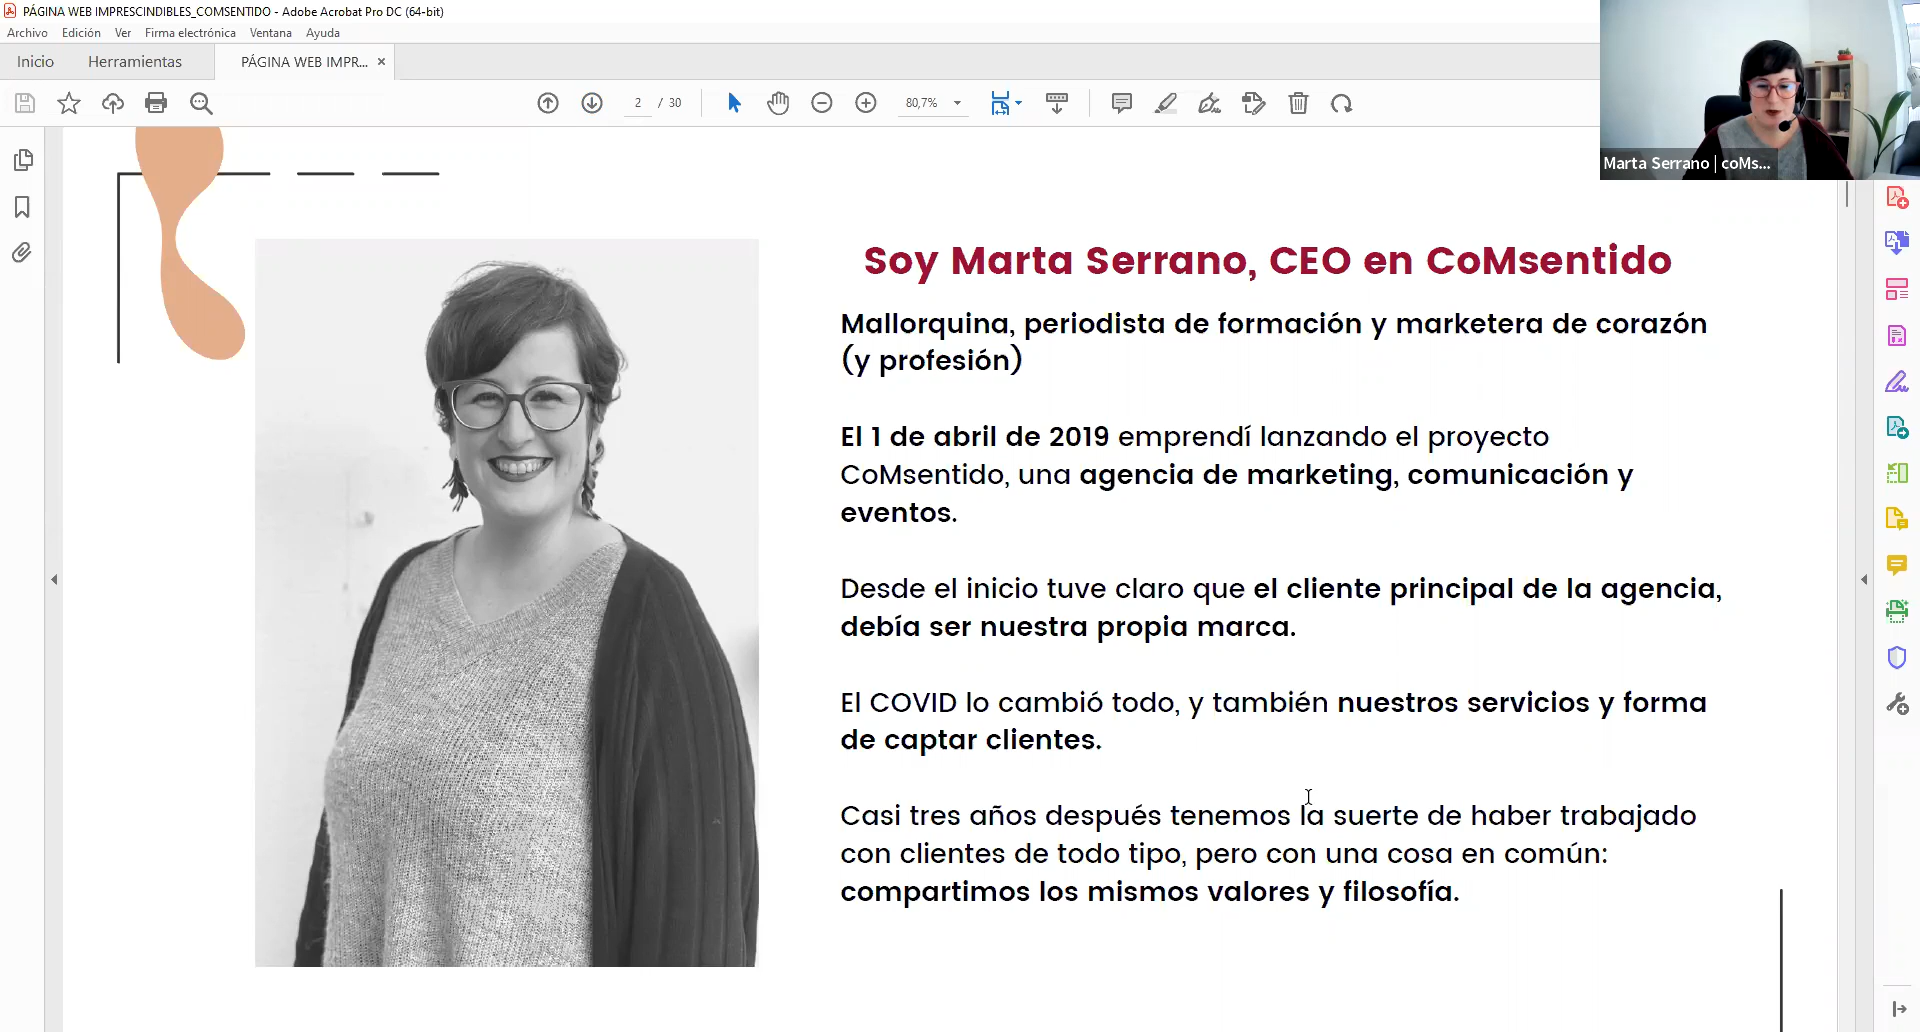 PÁGINA WEB IMPRESCINDIBLES_COMSENTIDO - Adobe Acrobat Pro DC (64-bit)
Archivo Edición Ver Firma electrónica Ventana Ayuda
Inicio Herramientas PÁGINA WEB IMPR... ×
2 / 30 80,7%
Marta Serrano | coMs...
Soy Marta Serrano, CEO en CoMsentido
Mallorquina, periodista de formación y marketera de corazón
(y profesión)
El 1 de abril de 2019 emprendí lanzando el proyecto
CoMsentido, una agencia de marketing, comunicación y
eventos.
Desde el inicio tuve claro que el cliente principal de la agencia,
debía ser nuestra propia marca.
El COVID lo cambió todo, y también nuestros servicios y forma
de captar clientes.
Casi tres años después tenemos la suerte de haber trabajado
con clientes de todo tipo, pero con una cosa en común:
compartimos los mismos valores y filosofía.